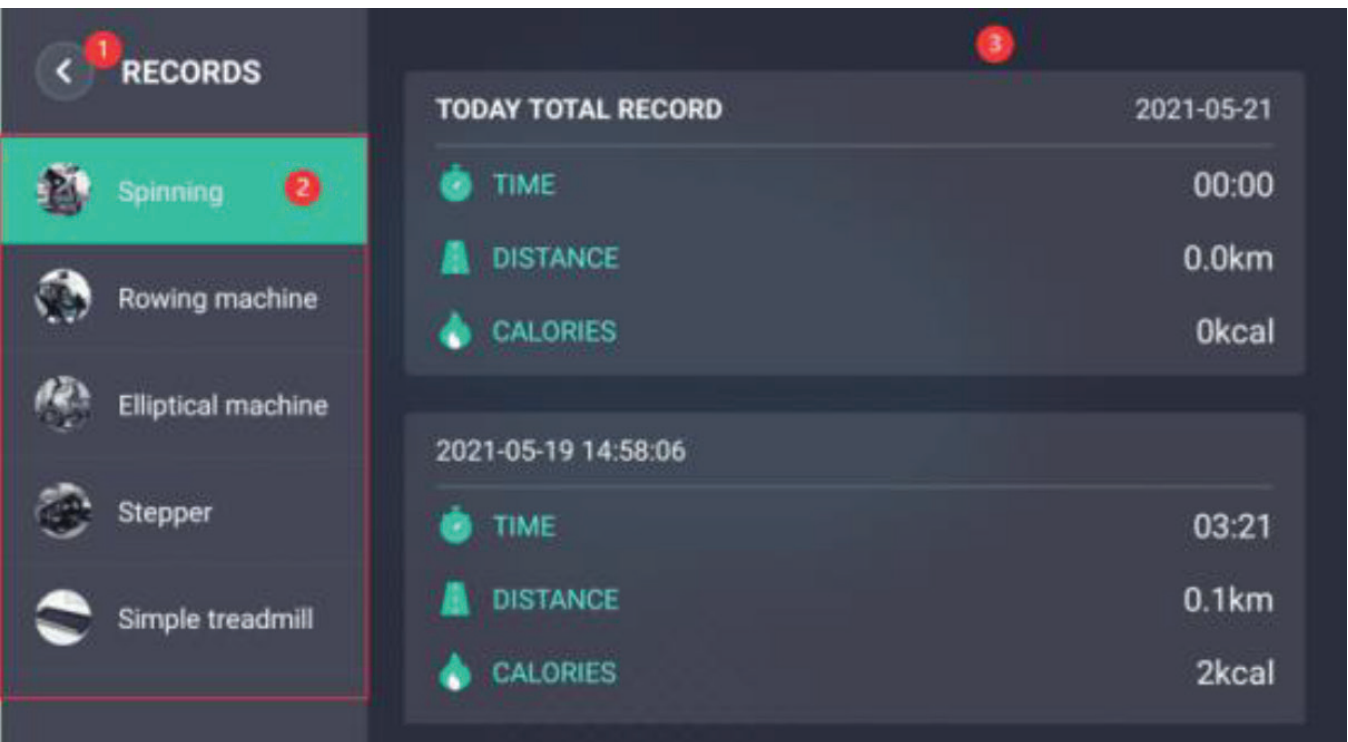 1
RECORDS
Spinning 2
Rowing machine
Elliptical machine
Stepper
Simple treadmill
3
TODAY TOTAL RECORD 2021-05-21
TIME 00:00
DISTANCE 0.0km
CALORIES 0kcal
2021-05-19 14:58:06
TIME 03:21
DISTANCE 0.1km
CALORIES 2kcal